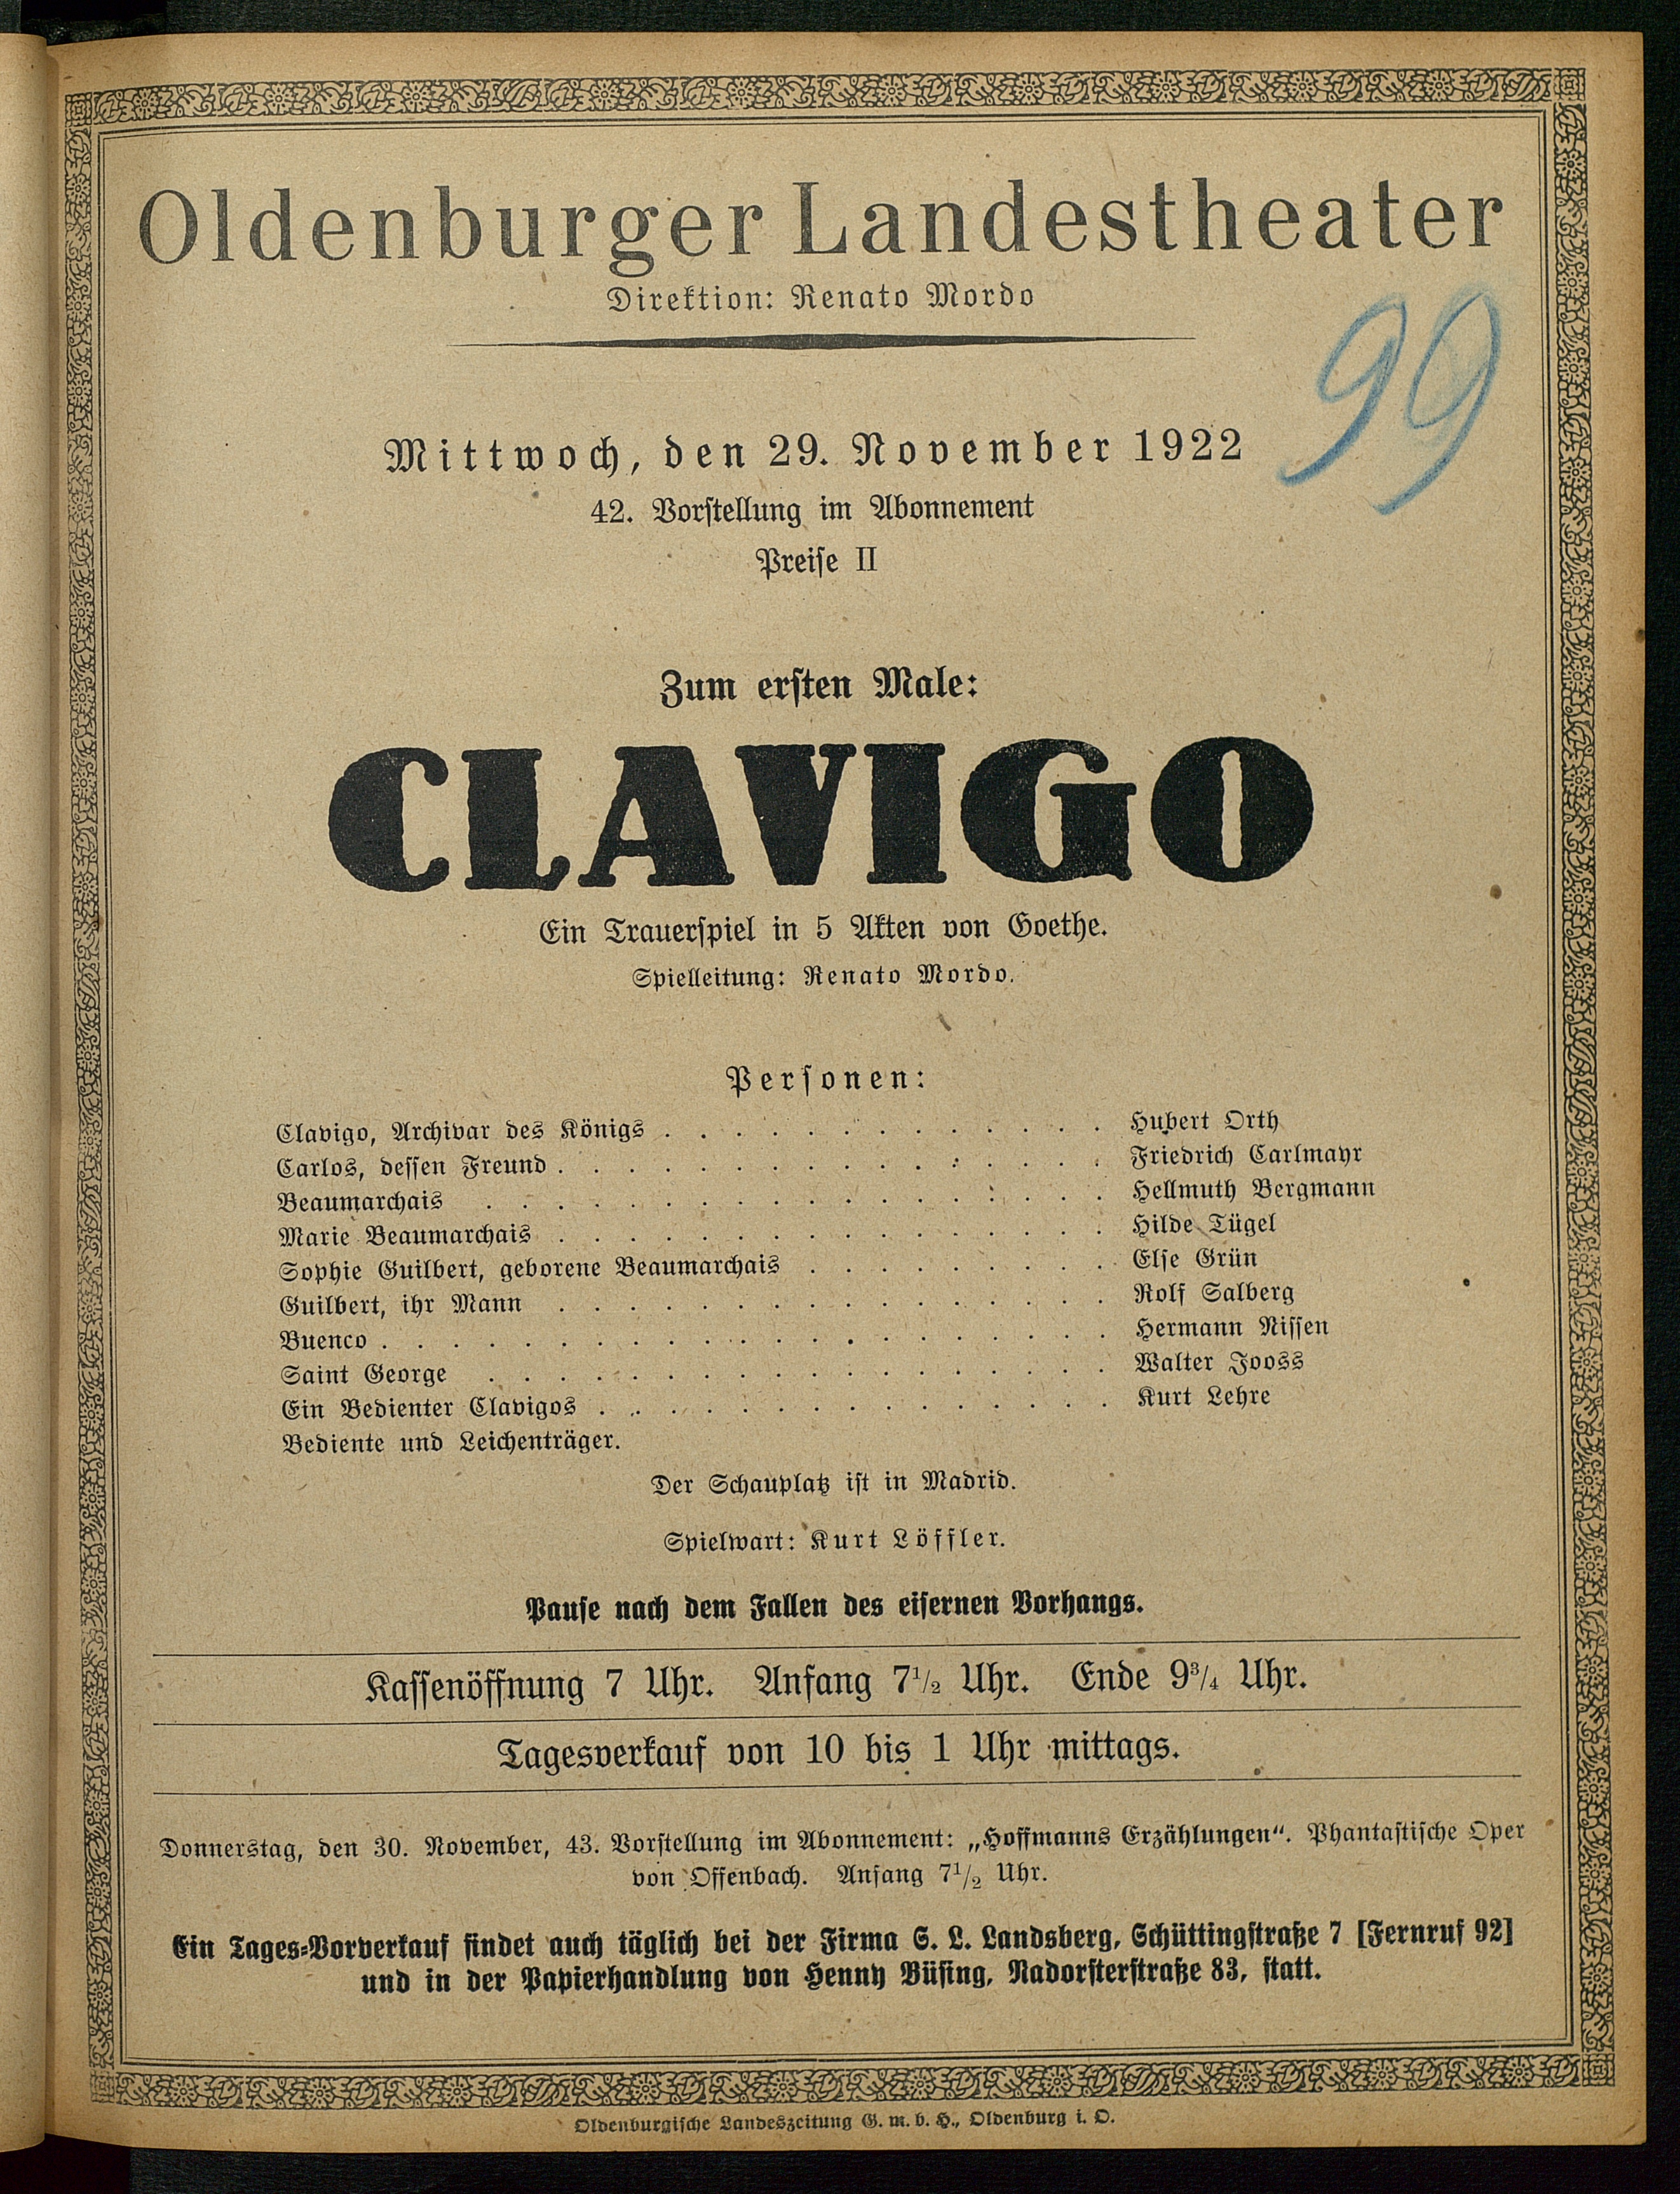 Oldenburger Landestheater
Direktion: Renato Mordo
99
Mittwoch, den 29. November 1922
42. Vorstellung im Abonnement
Preise II
Zum ersten Male:
CLAVIGO
Ein Trauerspiel in 5 Akten von Goethe.
Spielleitung: Renato Mordo.
Personen:
Clavigo, Archivar des Königs . . . . . . . . . . . . . Hubert Orth
Carlos, dessen Freund . . . . . . . . . . . . . . . . Friedrich Carlmayr
Beaumarchais . . . . . . . . . . . . . . . . . . Hellmuth Bergmann
Marie Beaumarchais . . . . . . . . . . . . . . . . Hilde Tügel
Sophie Guilbert, geborene Beaumarchais . . . . . . . . . Else Grün
Guilbert, ihr Mann . . . . . . . . . . . . . . . . Rolf Salberg
Buenco . . . . . . . . . . . . . . . . . . . . . Hermann Nissen
Saint George . . . . . . . . . . . . . . . . . . Walter Jooss
Ein Bedienter Clavigos . . . . . . . . . . . . . . . Kurt Lehre
Bediente und Leichenträger.
Der Schauplatz ist in Madrid.
Spielwart: Kurt Löffler.
Pause nach dem Fallen des eisernen Vorhangs.
Kassenöffnung 7 Uhr. Anfang 7½ Uhr. Ende 9¾ Uhr.
Tagesverkauf von 10 bis 1 Uhr mittags.
Donnerstag, den 30. November, 43. Vorstellung im Abonnement: „Hoffmanns Erzählungen“. Phantastische Oper
von Offenbach. Anfang 7½ Uhr.
Ein Tages-Vorverkauf findet auch täglich bei der Firma S. L. Landsberg, Schüttingstraße 7 [Fernruf 92]
und in der Papierhandlung von Henny Büsing, Nadorsterstraße 83, statt.
Oldenburgische Landeszeitung G. m. b. H., Oldenburg i. O.